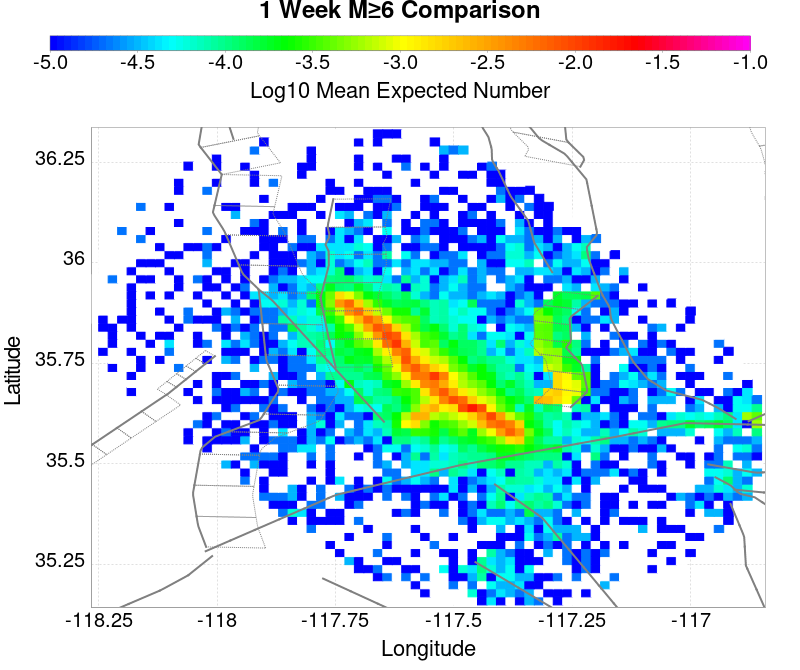 1 Week M≥6 Comparison
-5.0 -4.5 -4.0 -3.5 -3.0 -2.5 -2.0 -1.5 -1.0
Log10 Mean Expected Number
36.25
36
35.75
Latitude
35.5
35.25
-118.25 -118 -117.75 -117.5 -117.25 -117
Longitude